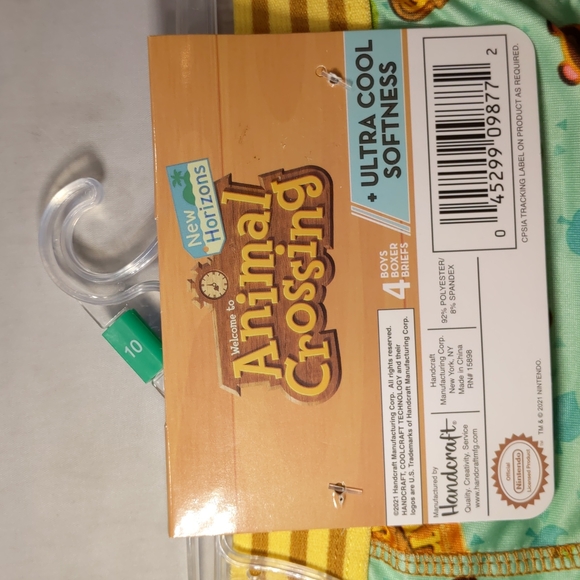 10
New
Horizons
Welcome to
Animal
Crossing
+ ULTRA COOL
SOFTNESS
4 BOYS
BOXER
BRIEFS
©2021 Handcraft Manufacturing Corp. All rights reserved.
HANDCRAFT, COOLCRAFT TECHNOLOGY and their
logos are U.S. Trademarks of Handcraft Manufacturing Corp.
Manufactured by
Handcraft®
Quality, Creativity, Service
www.handcraftmfg.com
Handcraft
Manufacturing Corp.
New York, NY
Made in China
RN# 15898
92% POLYESTER/
8% SPANDEX
0 45299 09877 2
CPSIA TRACKING LABEL ON PRODUCT AS REQUIRED.
Official
Nintendo
Licensed Product
TM & © 2021 NINTENDO.